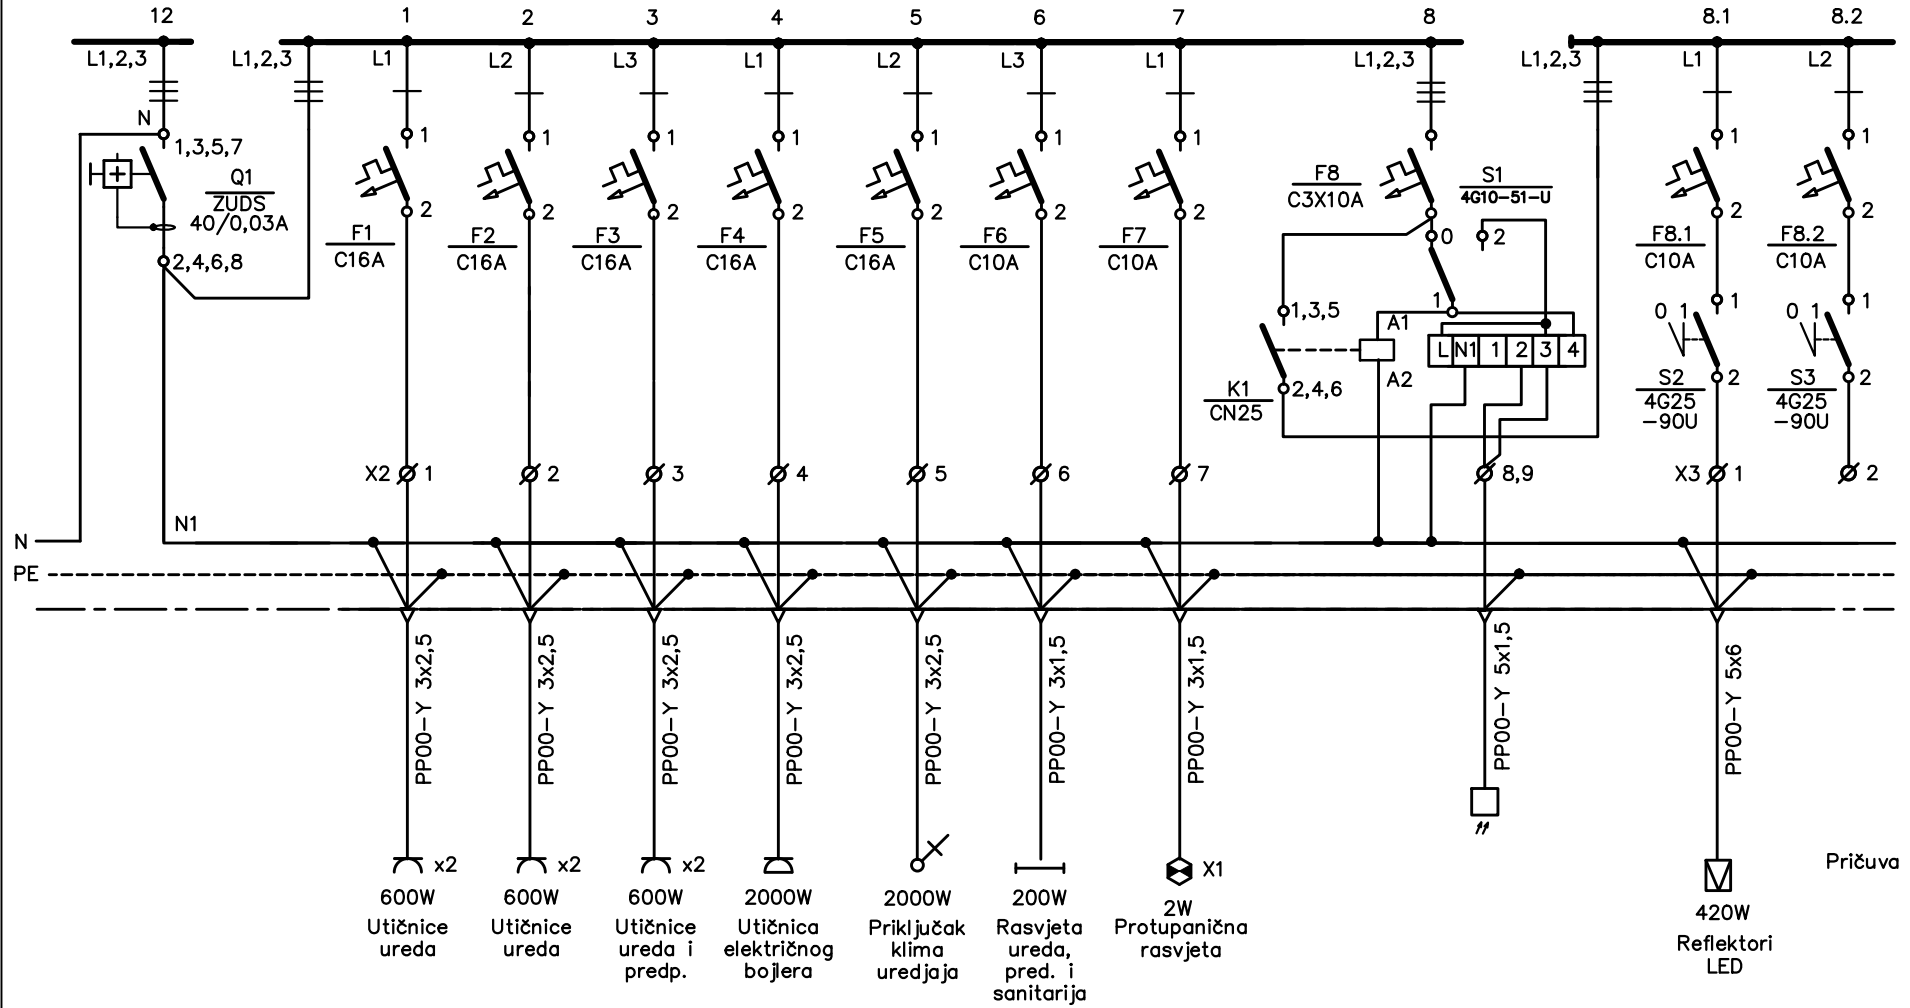 12 1 2 3 4 5 6 7 8 8.1 8.2
L1,2,3 L1,2,3 L1 L2 L3 L1 L2 L3 L1 L1,2,3 L1,2,3 L1 L2
N
1,3,5,7
Q1
ZUDS
40/0,03A
2,4,6,8
1 1 1 1 1 1 1 1 1
2 2 2 2 2 2 2 2 2
F1
C16A
F2
C16A
F3
C16A
F4
C16A
F5
C16A
F6
C10A
F7
C10A
F8
C3X10A
S1
4G10-51-U
0 2
1
1,3,5
A1
L N1 1 2 3 4
A2
K1
CN25
2,4,6
F8.1
C10A
F8.2
C10A
1 1
0 1 0 1
2 2
S2
4G25
-90U
S3
4G25
-90U
X2 1 2 3 4 5 6 7 8,9 X3 1 2
N1
N
PE
PP00-Y 3x2,5
PP00-Y 3x2,5
PP00-Y 3x2,5
PP00-Y 3x2,5
PP00-Y 3x2,5
PP00-Y 3x1,5
PP00-Y 3x1,5
PP00-Y 5x1,5
PP00-Y 5x6
x2
600W
Utičnice
ureda
x2
600W
Utičnice
ureda
x2
600W
Utičnice
ureda i
predp.
2000W
Utičnica
električnog
bojlera
2000W
Priključak
klima
uredjaja
200W
Rasvjeta
ureda,
pred. i
sanitarija
X1
2W
Protupanična
rasvjeta
420W
Reflektori
LED
Pričuva